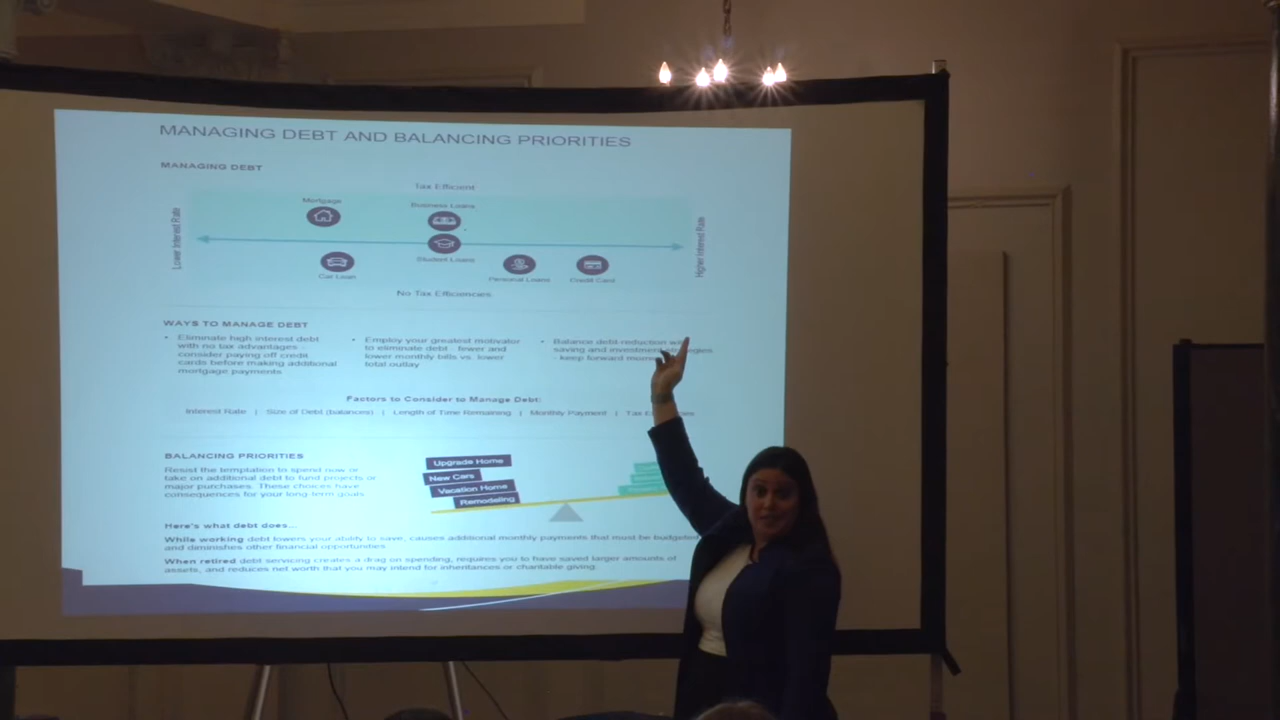 MANAGING DEBT AND BALANCING PRIORITIES
MANAGING DEBT
Tax Efficient
Mortgage
Business Loans
Lower Interest Rate
Higher Interest Rate
Car Loan
Student Loans
Personal Loans
Credit Card
No Tax Efficiencies
WAYS TO MANAGE DEBT
• Eliminate high interest debt
with no tax advantages -
consider paying off credit
cards before making additional
mortgage payments
• Employ your greatest motivator
to eliminate debt - fewer and
lower monthly bills vs. lower
total outlay
• Balance debt reduction with
saving and investment
- keep forward
Factors to Consider to Manage Debt:
Interest Rate | Size of Debt (balances) | Length of Time Remaining | Monthly Payment | Tax
BALANCING PRIORITIES
Resist the temptation to spend now or
take on additional debt to fund projects or
major purchases. These choices have
consequences for your long-term goals.
Upgrade Home
New Cars
Vacation Home
Remodeling
Here's what debt does...
While working debt lowers your ability to save, causes additional monthly payments that must be budgeted
and diminishes other financial opportunities.
When retired debt servicing creates a drag on spending, requires you to have saved larger amounts of
assets, and reduces net worth that you may intend for inheritances or charitable giving.